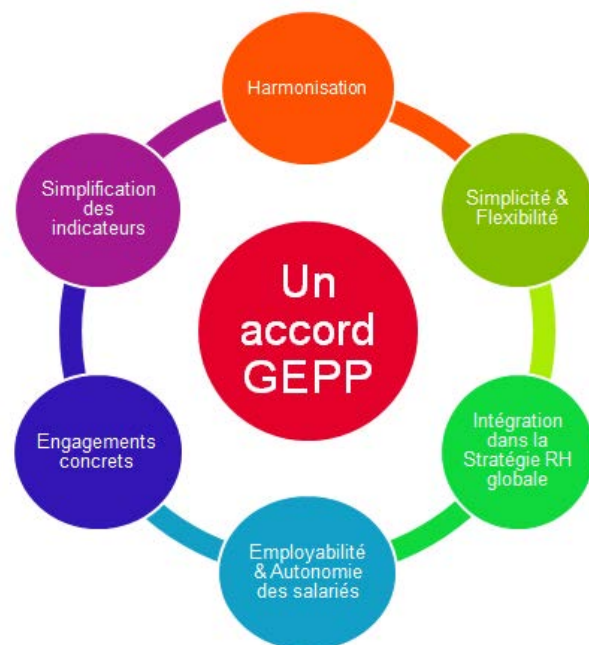 Harmonisation
Simplicité &
Flexibilité
Intégration
dans la
Stratégie RH
globale
Employabilité
& Autonomie
des salariés
Engagements
concrets
Simplification
des
indicateurs
Un
accord
GEPP